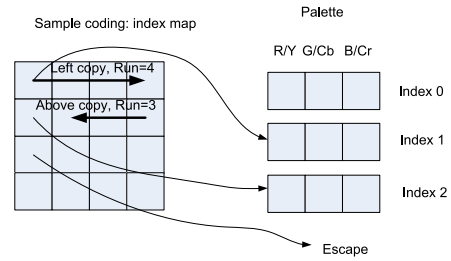 Palette
Sample coding: index map
R/Y G/Cb B/Cr
Left copy, Run=4
Index 0
Above copy, Run=3
Index 1
Index 2
Escape